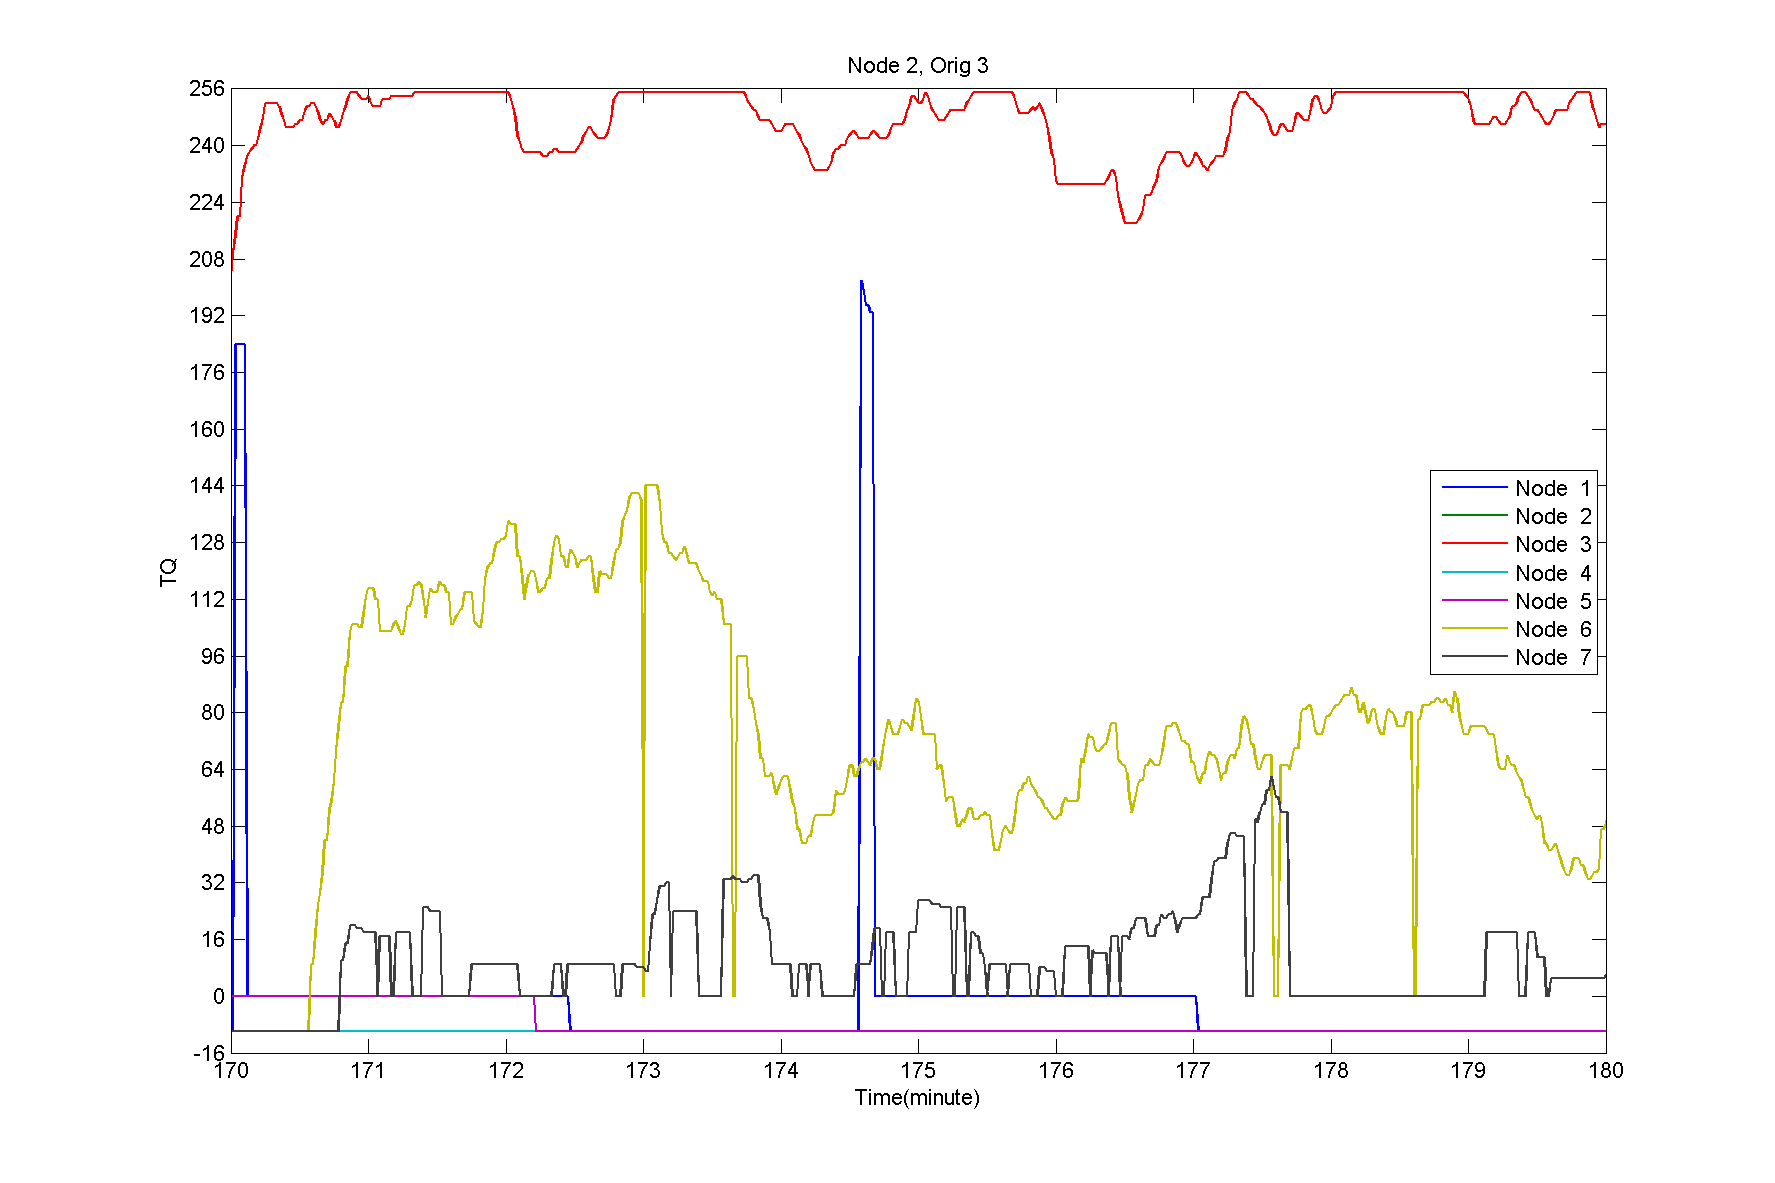 Node 2, Orig 3
256
240
224
208
192
176
160
144
128
112
96
80
64
48
32
16
0
-16
TQ
Node 1
Node 2
Node 3
Node 4
Node 5
Node 6
Node 7
170 171 172 173 174 175 176 177 178 179 180
Time(minute)